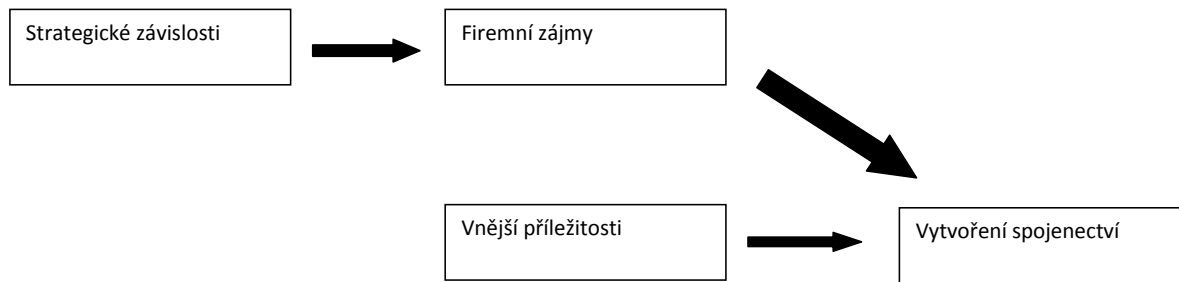 Strategické závislosti
Firemní zájmy
Vnější příležitosti
Vytvoření spojenectví